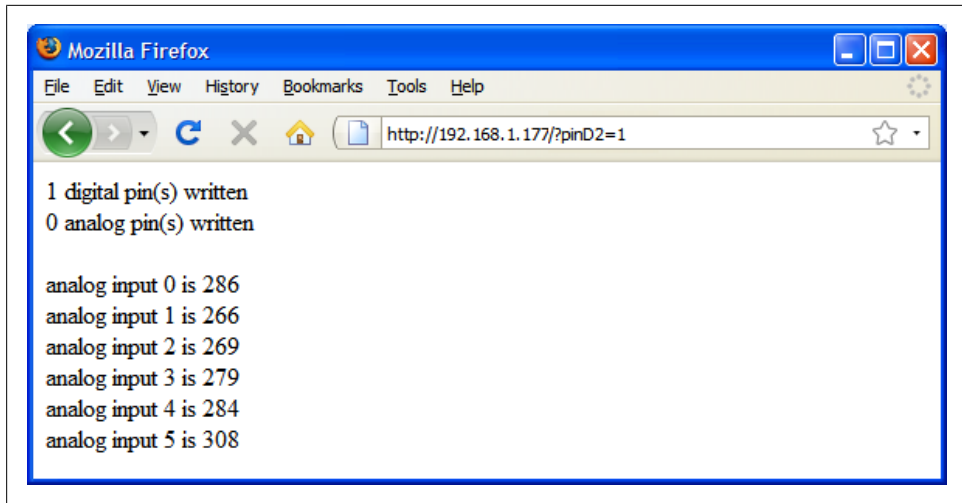 Mozilla Firefox
File Edit View History Bookmarks Tools Help
http://192.168.1.177/?pinD2=1
1 digital pin(s) written
0 analog pin(s) written
analog input 0 is 286
analog input 1 is 266
analog input 2 is 269
analog input 3 is 279
analog input 4 is 284
analog input 5 is 308